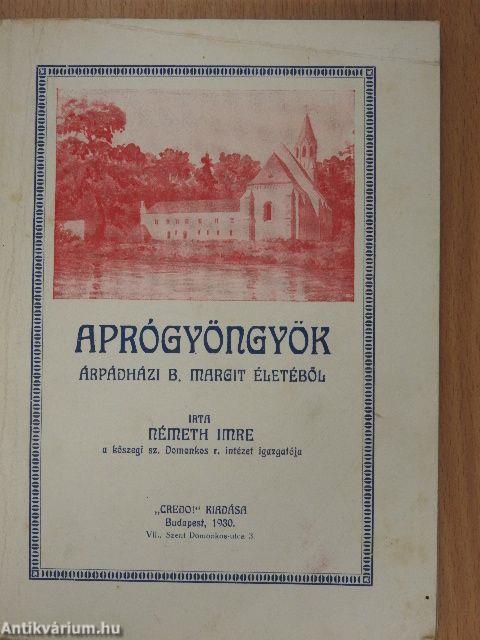 APRÓGYÖNGYÖK
ÁRPÁDHÁZI B. MARGIT ÉLETÉBŐL
IRTA
NÉMETH IMRE
a kőszegi sz. Domonkos r. intézet igazgatója
„CREDO!" KIADÁSA
Budapest, 1930.
VII., Szent Domonkos-utca 3.
Antikvárium.hu